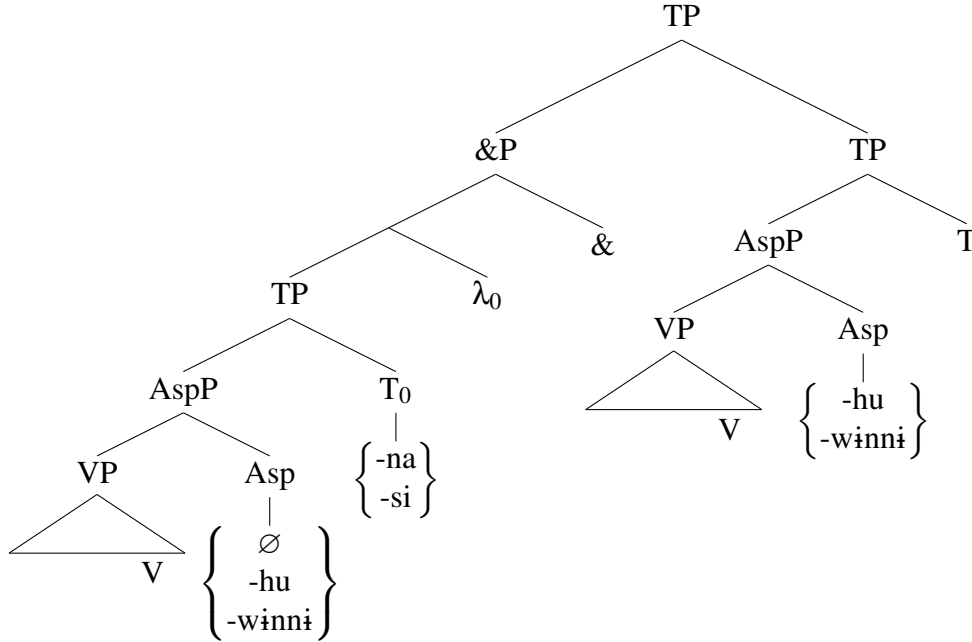 TP
&P TP
& AspP T
TP λ₀
VP Asp
AspP T₀
-hu
-na
V
-wɨnnɨ
VP Asp
-si
∅
V
-hu
-wɨnnɨ